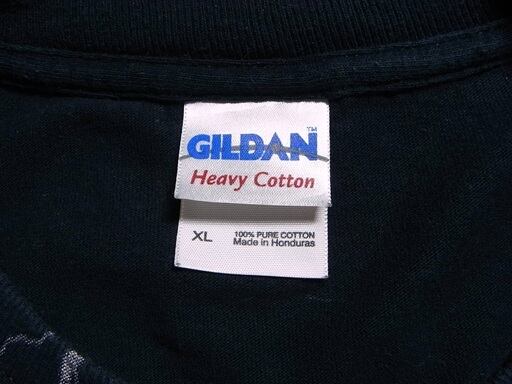 GILDAN™
Heavy Cotton
XL
100% PURE COTTON
Made in Honduras